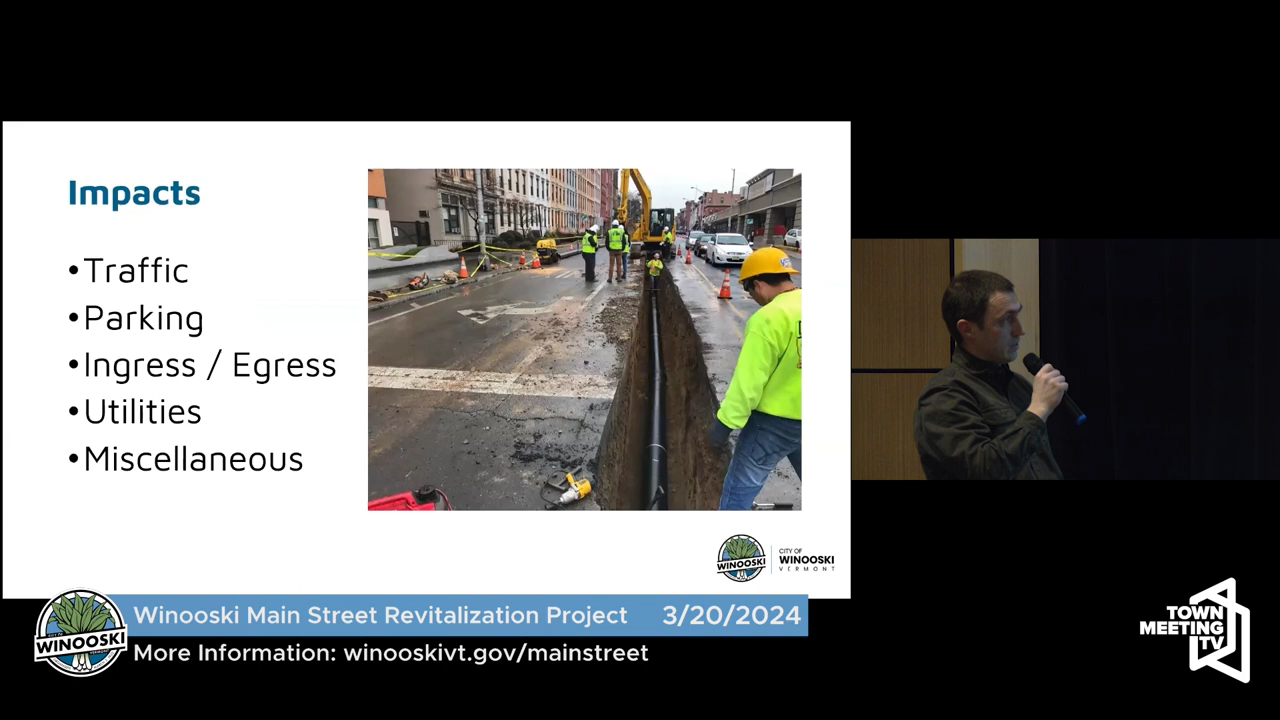 Impacts
•Traffic
•Parking
•Ingress / Egress
•Utilities
•Miscellaneous
WINOOSKI
CITY OF
WINOOSKI
VERMONT
WINOOSKI
Winooski Main Street Revitalization Project 3/20/2024
More Information: winooskivt.gov/mainstreet
TOWN
MEETING
TV